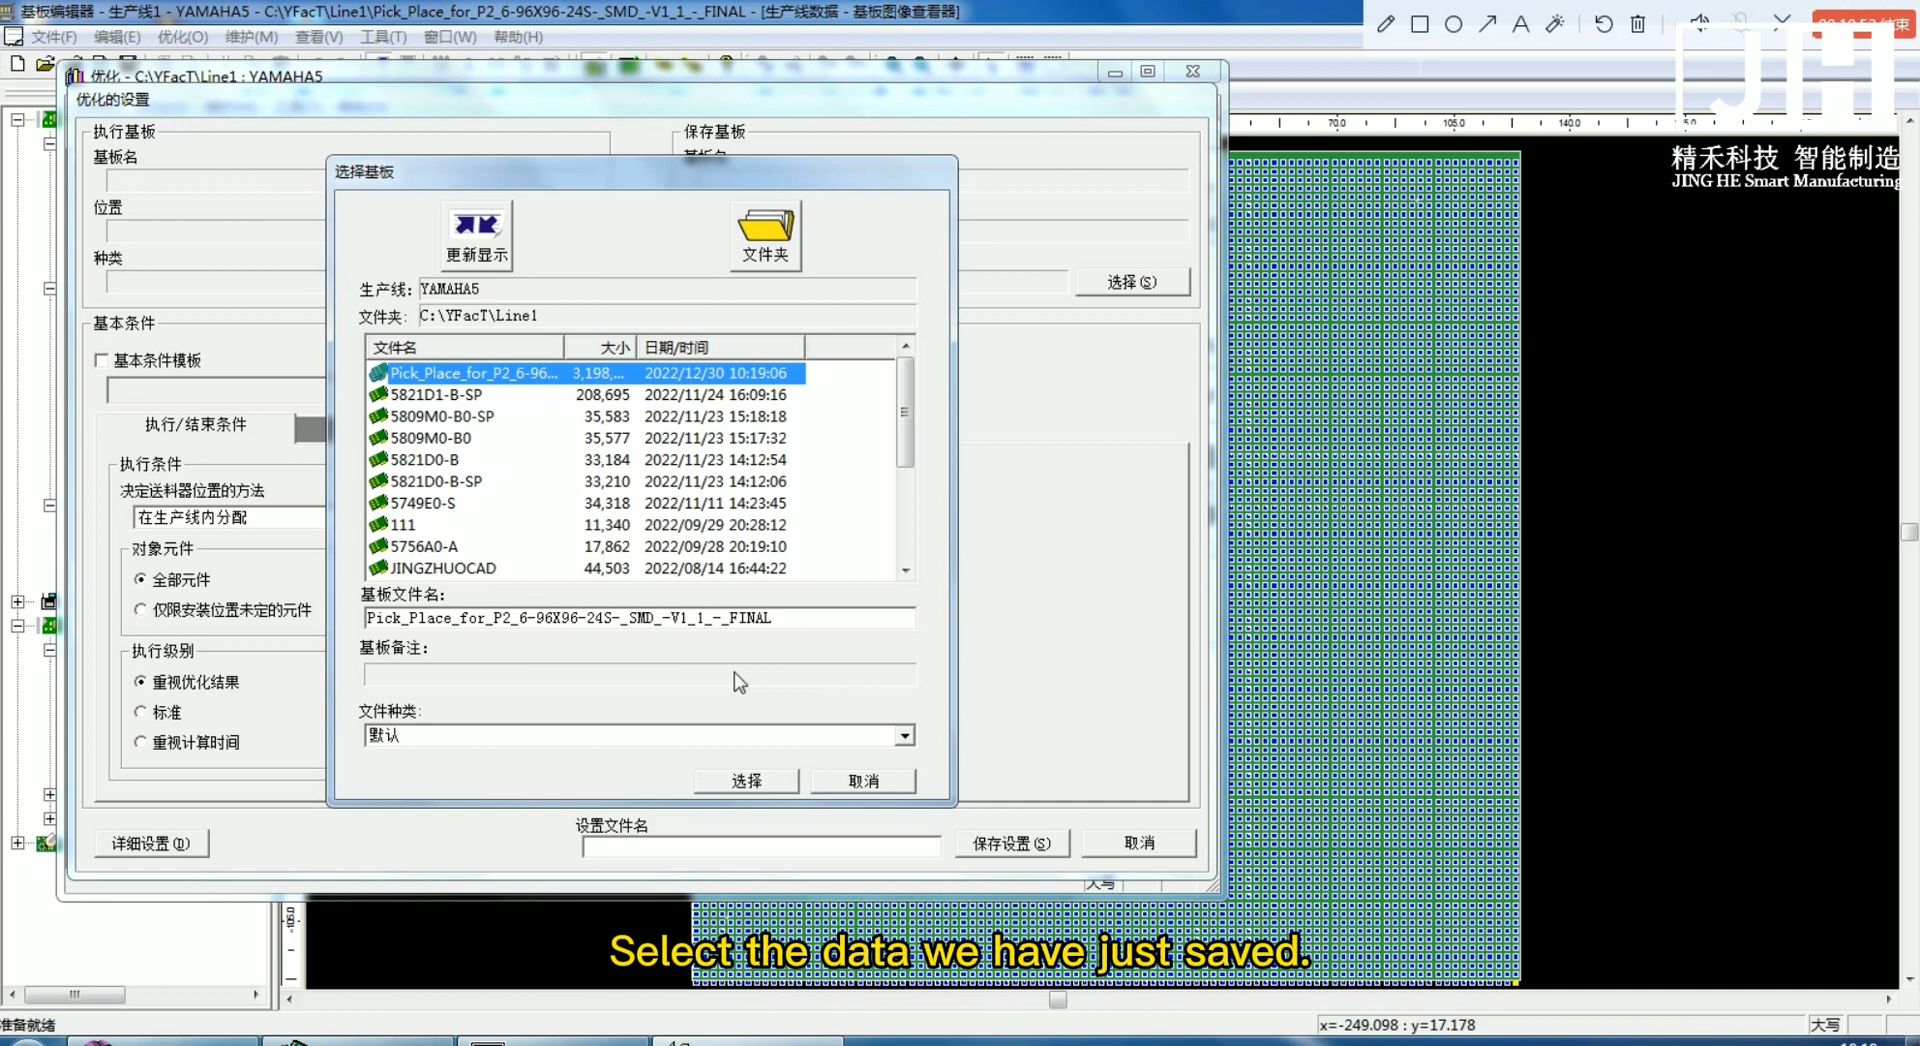 基板编辑器 - 生产线1 - YAMAHA5 - C:\YFacT\Line1\Pick_Place_for_P2_6-96X96-24S-_SMD_-V1_1_-_FINAL - [生产线数据 - 基板图像查看器]
文件(F) 编辑(E) 优化(O) 维护(M) 查看(V) 工具(T) 窗口(W) 帮助(H)
优化 - C:\YFacT\Line1 : YAMAHA5
优化的设置
执行基板
保存基板
基板名
位置
种类
选择(S)
基本条件
基本条件模板
执行/结束条件
执行条件
决定送料器位置的方法
在生产线内分配
对象元件
全部元件
仅限安装位置未定的元件
执行级别
重视优化结果
标准
重视计算时间
详细设置(D)
设置文件名
保存设置(S)
取消
大写
选择基板
更新显示
文件夹
生产线: YAMAHA5
文件夹: C:\YFacT\Line1
文件名 大小 日期/时间
Pick_Place_for_P2_6-96... 3,198,... 2022/12/30 10:19:06
5821D1-B-SP 208,695 2022/11/24 16:09:16
5809M0-B0-SP 35,583 2022/11/23 15:18:18
5809M0-B0 35,577 2022/11/23 15:17:32
5821D0-B 33,184 2022/11/23 14:12:54
5821D0-B-SP 33,210 2022/11/23 14:12:06
5749E0-S 34,318 2022/11/11 14:23:45
111 11,340 2022/09/29 20:28:12
5756A0-A 17,862 2022/09/28 20:19:10
JINGZHUOCAD 44,503 2022/08/14 16:44:22
基板文件名:
Pick_Place_for_P2_6-96X96-24S-_SMD_-V1_1_-_FINAL
基板备注:
文件种类:
默认
选择 取消
70.0 105.0 140.0
JH
精禾科技 智能制造
JING HE Smart Manufacturing
Select the data we have just saved.
准备就绪
x=-249.098 : y=17.178
大写